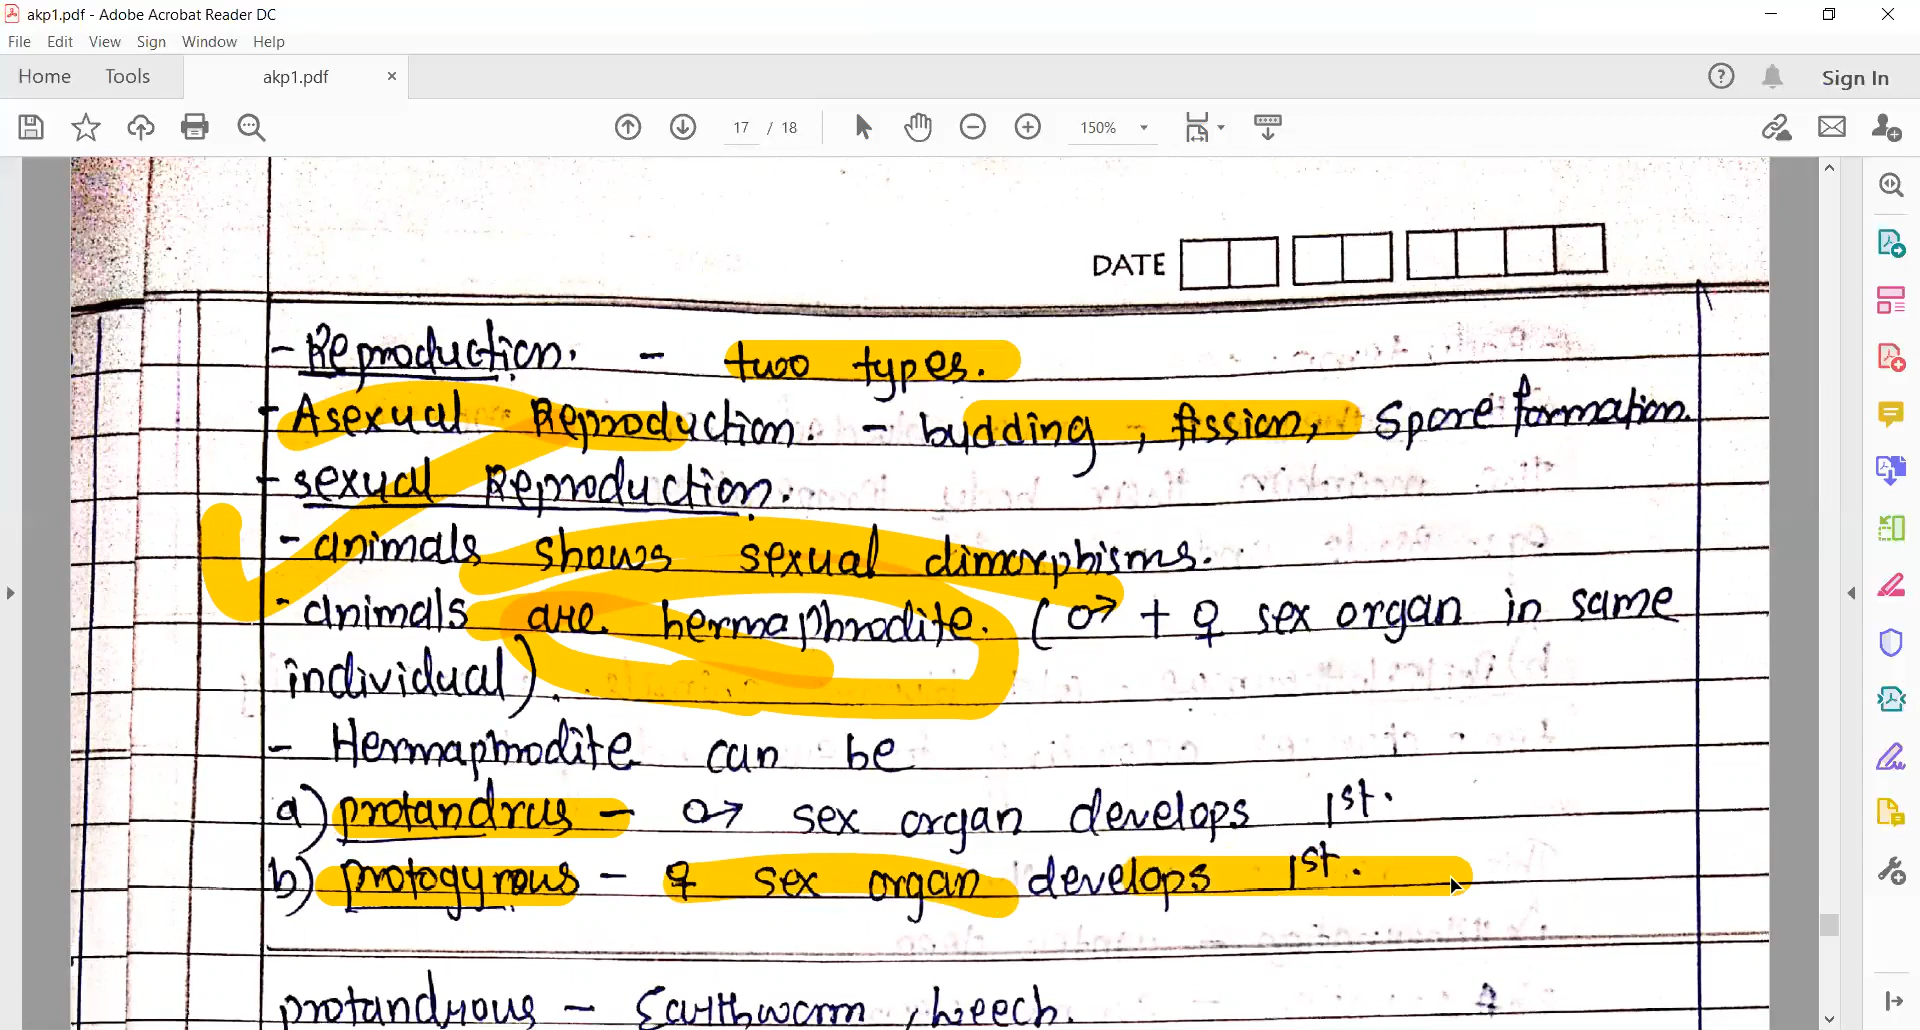 akp1.pdf - Adobe Acrobat Reader DC
File Edit View Sign Window Help
Home Tools akp1.pdf × Sign In
17 / 18 150%
DATE
- Reproduction. - two types.
- Asexual Reproduction. - budding, fission, Spore formation.
- sexual Reproduction.
- animals shows sexual dimorphisms.
- animals are hermaphrodite. (♂ + ♀ sex organ in same
individual).
- Hermaphrodite can be
a) protandrus - ♂ sex organ develops 1st.
b) protogynous - ♀ sex organ develops 1st.
protandrous - Earthworm, Leech.